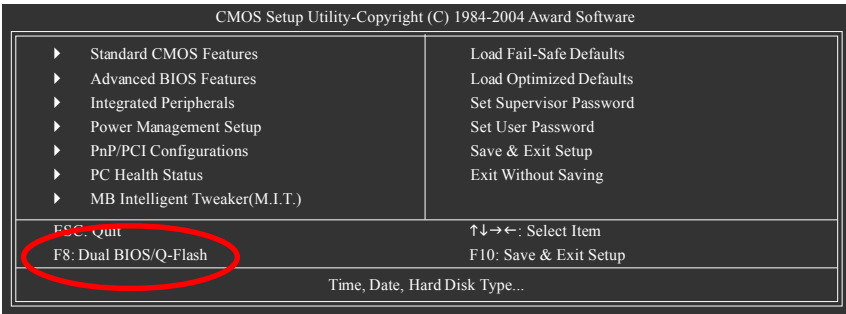 CMOS Setup Utility-Copyright (C) 1984-2004 Award Software
Standard CMOS Features
Advanced BIOS Features
Integrated Peripherals
Power Management Setup
PnP/PCI Configurations
PC Health Status
MB Intelligent Tweaker(M.I.T.)
Load Fail-Safe Defaults
Load Optimized Defaults
Set Supervisor Password
Set User Password
Save & Exit Setup
Exit Without Saving
ESC: Quit
F8: Dual BIOS/Q-Flash
↑↓→←: Select Item
F10: Save & Exit Setup
Time, Date, Hard Disk Type...